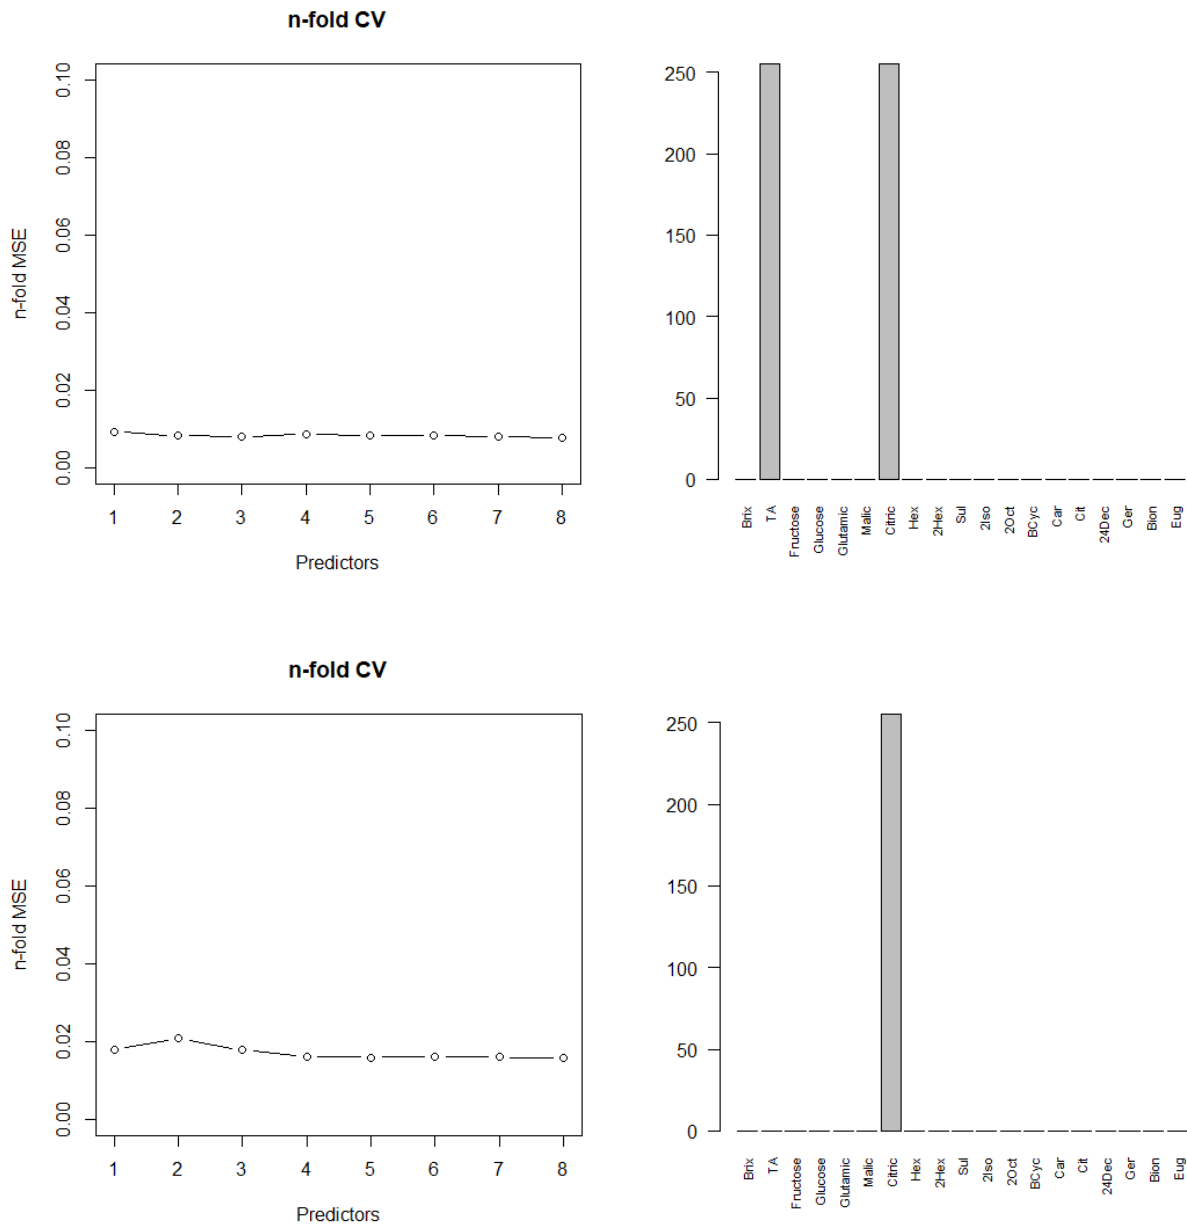 n-fold CV
n-fold MSE
0.10
0.08
0.06
0.04
0.02
0.00
1 2 3 4 5 6 7 8
Predictors
250
200
150
100
50
0
Brix TA Fructose Glucose Glutamic Malic Citric Hex 2Hex Sul 2Iso 2Oct BCyc Car Cit 24Dec Ger Bion Eug
n-fold CV
n-fold MSE
0.10
0.08
0.06
0.04
0.02
0.00
1 2 3 4 5 6 7 8
Predictors
250
200
150
100
50
0
Brix TA Fructose Glucose Glutamic Malic Citric Hex 2Hex Sul 2Iso 2Oct BCyc Car Cit 24Dec Ger Bion Eug